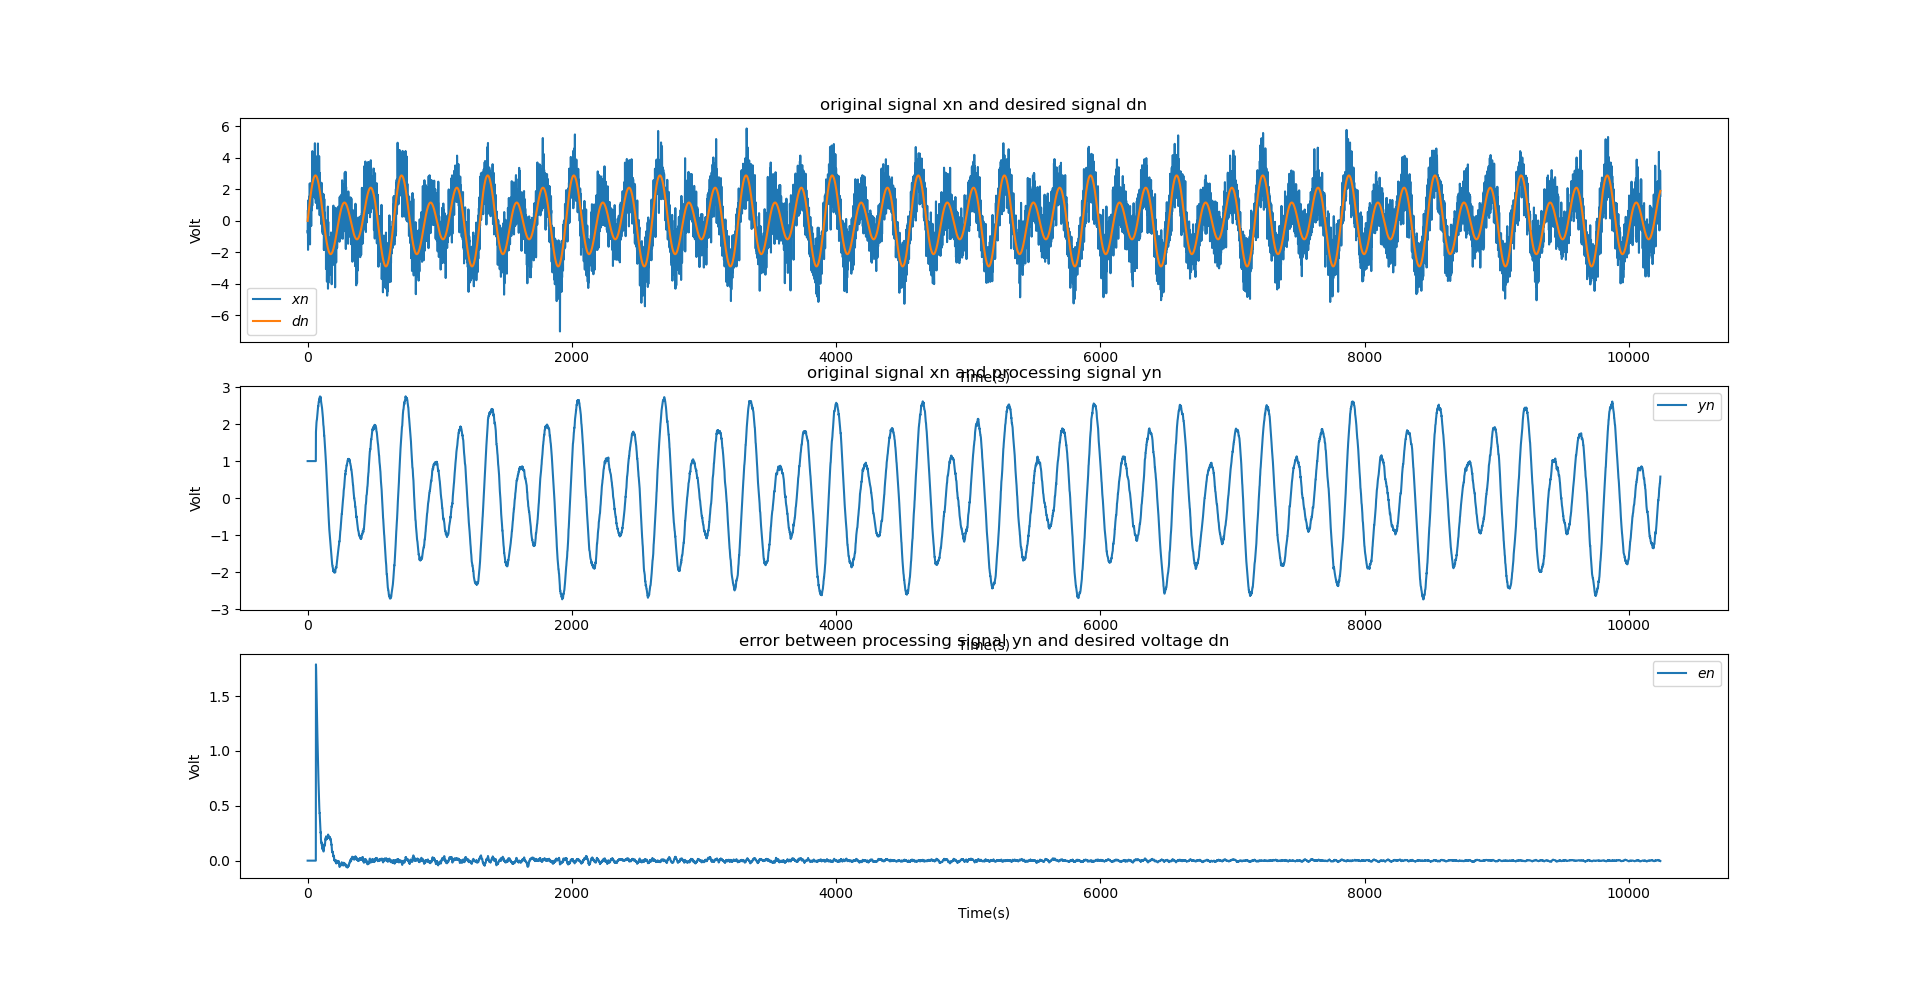 original signal xn and desired signal dn
6
4
2
0
−2
−4
−6
Volt
xn
dn
0 2000 4000 6000 8000 10000
Time(s)
original signal xn and processing signal yn
3
2
1
0
−1
−2
−3
Volt
yn
0 2000 4000 6000 8000 10000
Time(s)
error between processing signal yn and desired voltage dn
1.5
1.0
0.5
0.0
Volt
en
0 2000 4000 6000 8000 10000
Time(s)